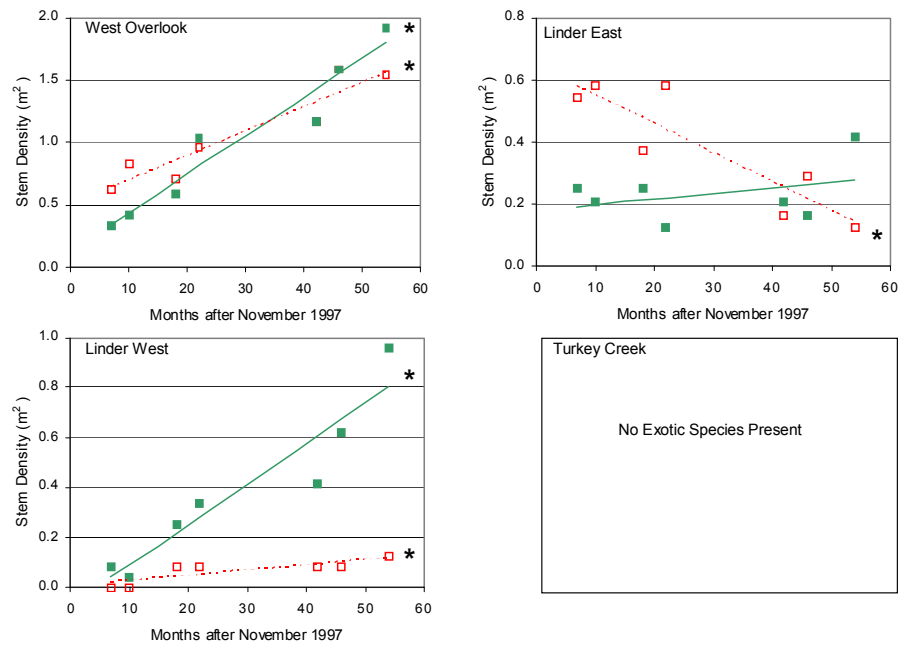 West Overlook
2.0
1.5
1.0
0.5
0.0
Stem Density (m²)
0 10 20 30 40 50 60
Months after November 1997
*
*
Linder East
0.8
0.6
0.4
0.2
0.0
Stem Density (m²)
0 10 20 30 40 50 60
Months after November 1997
*
Linder West
1.0
0.8
0.6
0.4
0.2
0.0
Stem Density (m²)
0 10 20 30 40 50 60
Months after November 1997
*
*
Turkey Creek
No Exotic Species Present